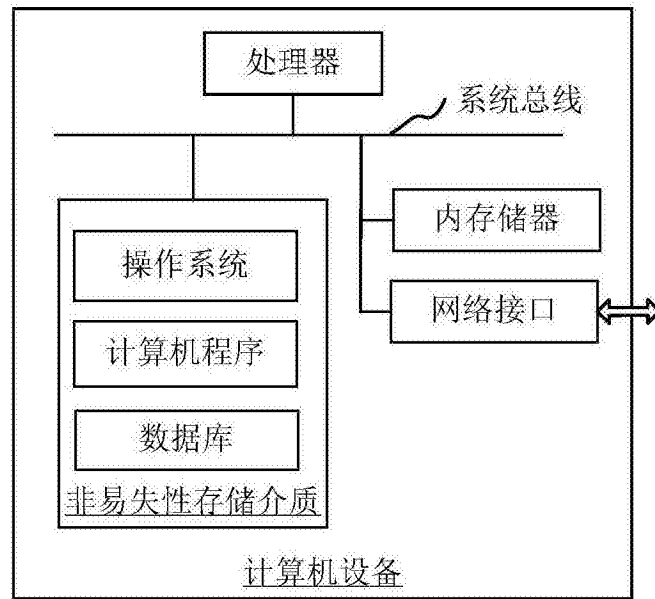 处理器
系统总线
内存储器
操作系统
网络接口
计算机程序
数据库
非易失性存储介质
计算机设备